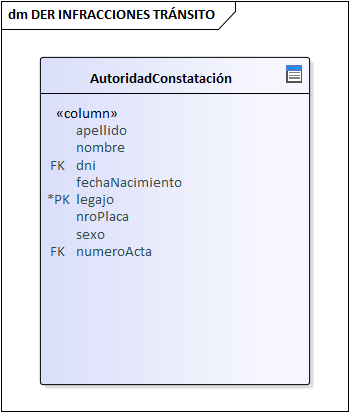 dm DER INFRACCIONES TRÁNSITO
AutoridadConstatación
«column»
apellido
nombre
FK dni
fechaNacimiento
*PK legajo
nroPlaca
sexo
FK numeroActa